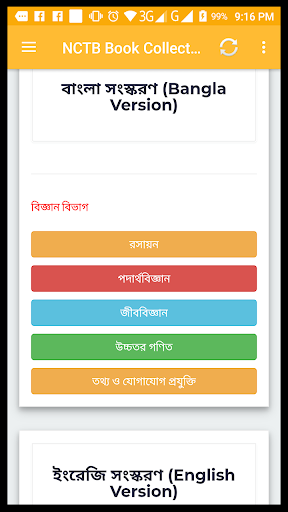 3G G 99% 9:16 PM
NCTB Book Collect...
বাংলা সংস্করণ (Bangla
Version)
বিজ্ঞান বিভাগ
রসায়ন
পদার্থবিজ্ঞান
জীববিজ্ঞান
উচ্চতর গণিত
তথ্য ও যোগাযোগ প্রযুক্তি
ইংরেজি সংস্করণ (English
Version)